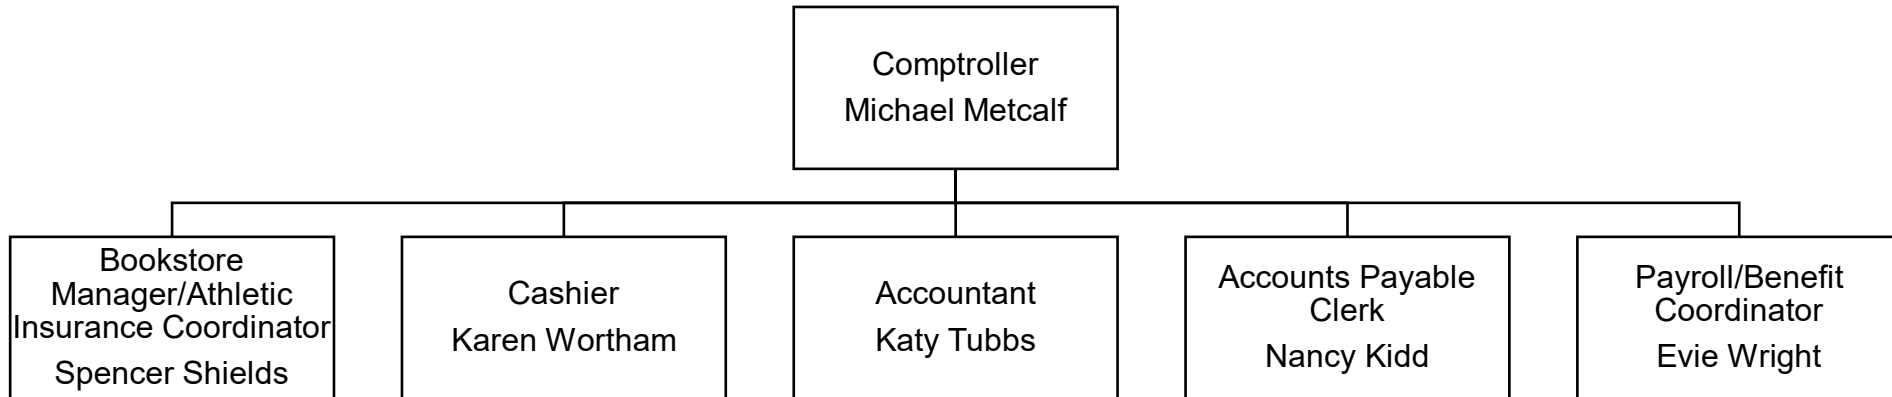 Comptroller
Michael Metcalf
Bookstore
Manager/Athletic
Insurance Coordinator
Spencer Shields
Cashier
Karen Wortham
Accountant
Katy Tubbs
Accounts Payable
Clerk
Nancy Kidd
Payroll/Benefit
Coordinator
Evie Wright